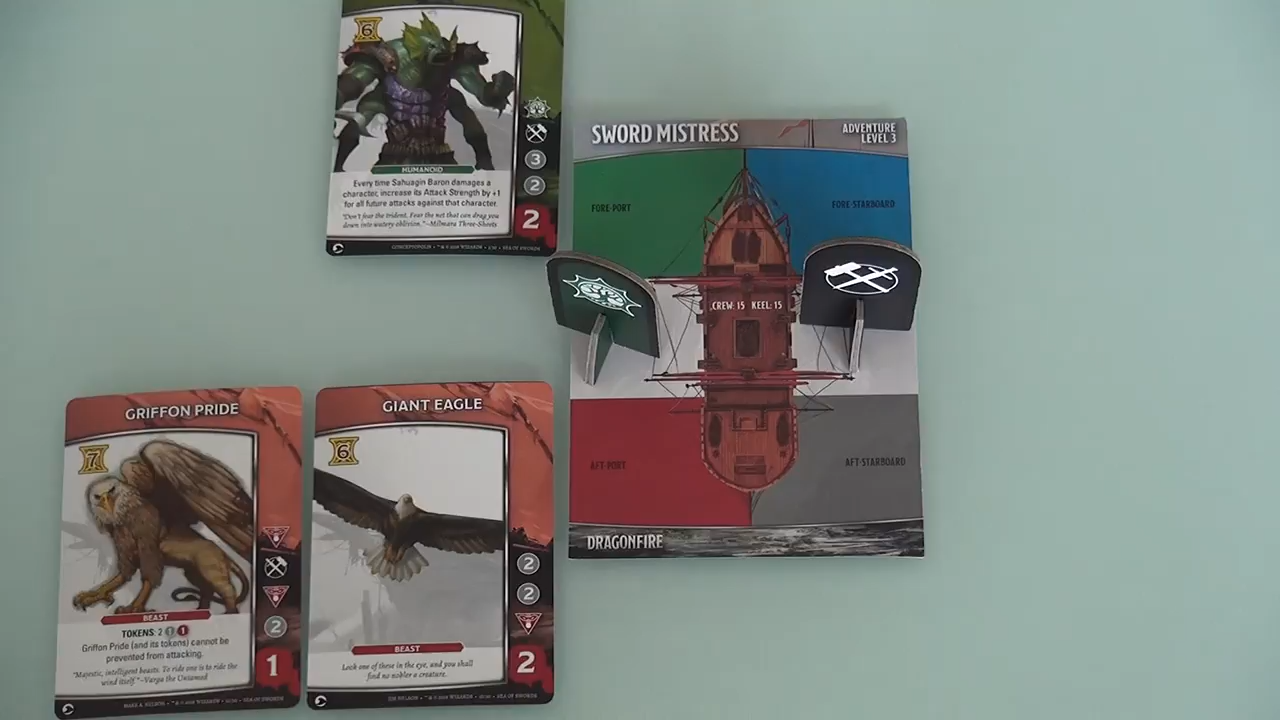 6
HUMANOID
Every time Sahuagin Baron damages a
character, increase its Attack Strength by +1
for all future attacks against that character.
"Don't fear the trident. Fear the net that can drag you
down into watery oblivion." –Milmara Three-Sheets
3
2
2
SWORD MISTRESS
ADVENTURE
LEVEL 3
FORE-PORT
FORE-STARBOARD
CREW: 15 KEEL: 15
AFT-PORT
AFT-STARBOARD
DRAGONFIRE
GRIFFON PRIDE
7
BEAST
TOKENS: 2 1 1
Griffon Pride (and its tokens) cannot be
prevented from attacking.
"Majestic, intelligent beasts. To ride one is to ride the
wind itself." –Varga the Untamed
2
1
GIANT EAGLE
6
BEAST
Look one of these in the eye, and you shall
find no nobler a creature.
2
2
2